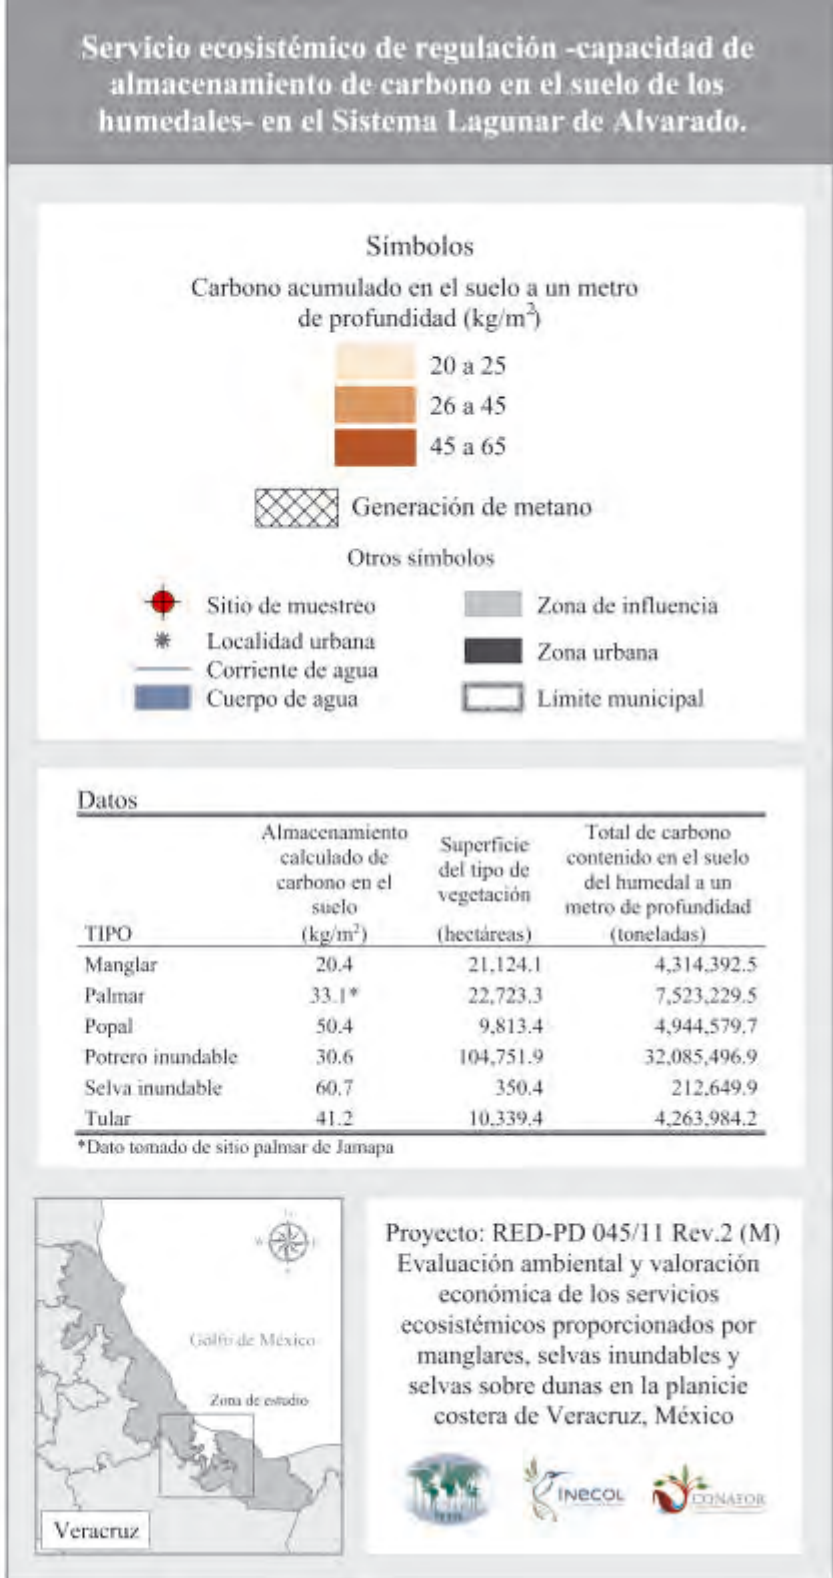 Servicio ecosistémico de regulación -capacidad de
almacenamiento de carbono en el suelo de los
humedales- en el Sistema Lagunar de Alvarado.
Símbolos
Carbono acumulado en el suelo a un metro
de profundidad (kg/m²)
20 a 25
26 a 45
45 a 65
Generación de metano
Otros símbolos
Sitio de muestreo
Localidad urbana
Corriente de agua
Cuerpo de agua
Zona de influencia
Zona urbana
Límite municipal
Datos
TIPO Almacenamiento calculado de carbono en el suelo (kg/m²) Superficie del tipo de vegetación (hectáreas) Total de carbono contenido en el suelo del humedal a un metro de profundidad (toneladas)
Manglar 20.4 21,124.1 4,314,392.5
Palmar 33.1* 22,723.3 7,523,229.5
Popal 50.4 9,813.4 4,944,579.7
Potrero inundable 30.6 104,751.9 32,085,496.9
Selva inundable 60.7 350.4 212,649.9
Tular 41.2 10,339.4 4,263,984.2
*Dato tomado de sitio palmar de Jamapa
Golfo de México
Zona de estudio
Veracruz
Proyecto: RED-PD 045/11 Rev.2 (M)
Evaluación ambiental y valoración
económica de los servicios
ecosistémicos proporcionados por
manglares, selvas inundables y
selvas sobre dunas en la planicie
costera de Veracruz, México
INECOL
CONAFOR